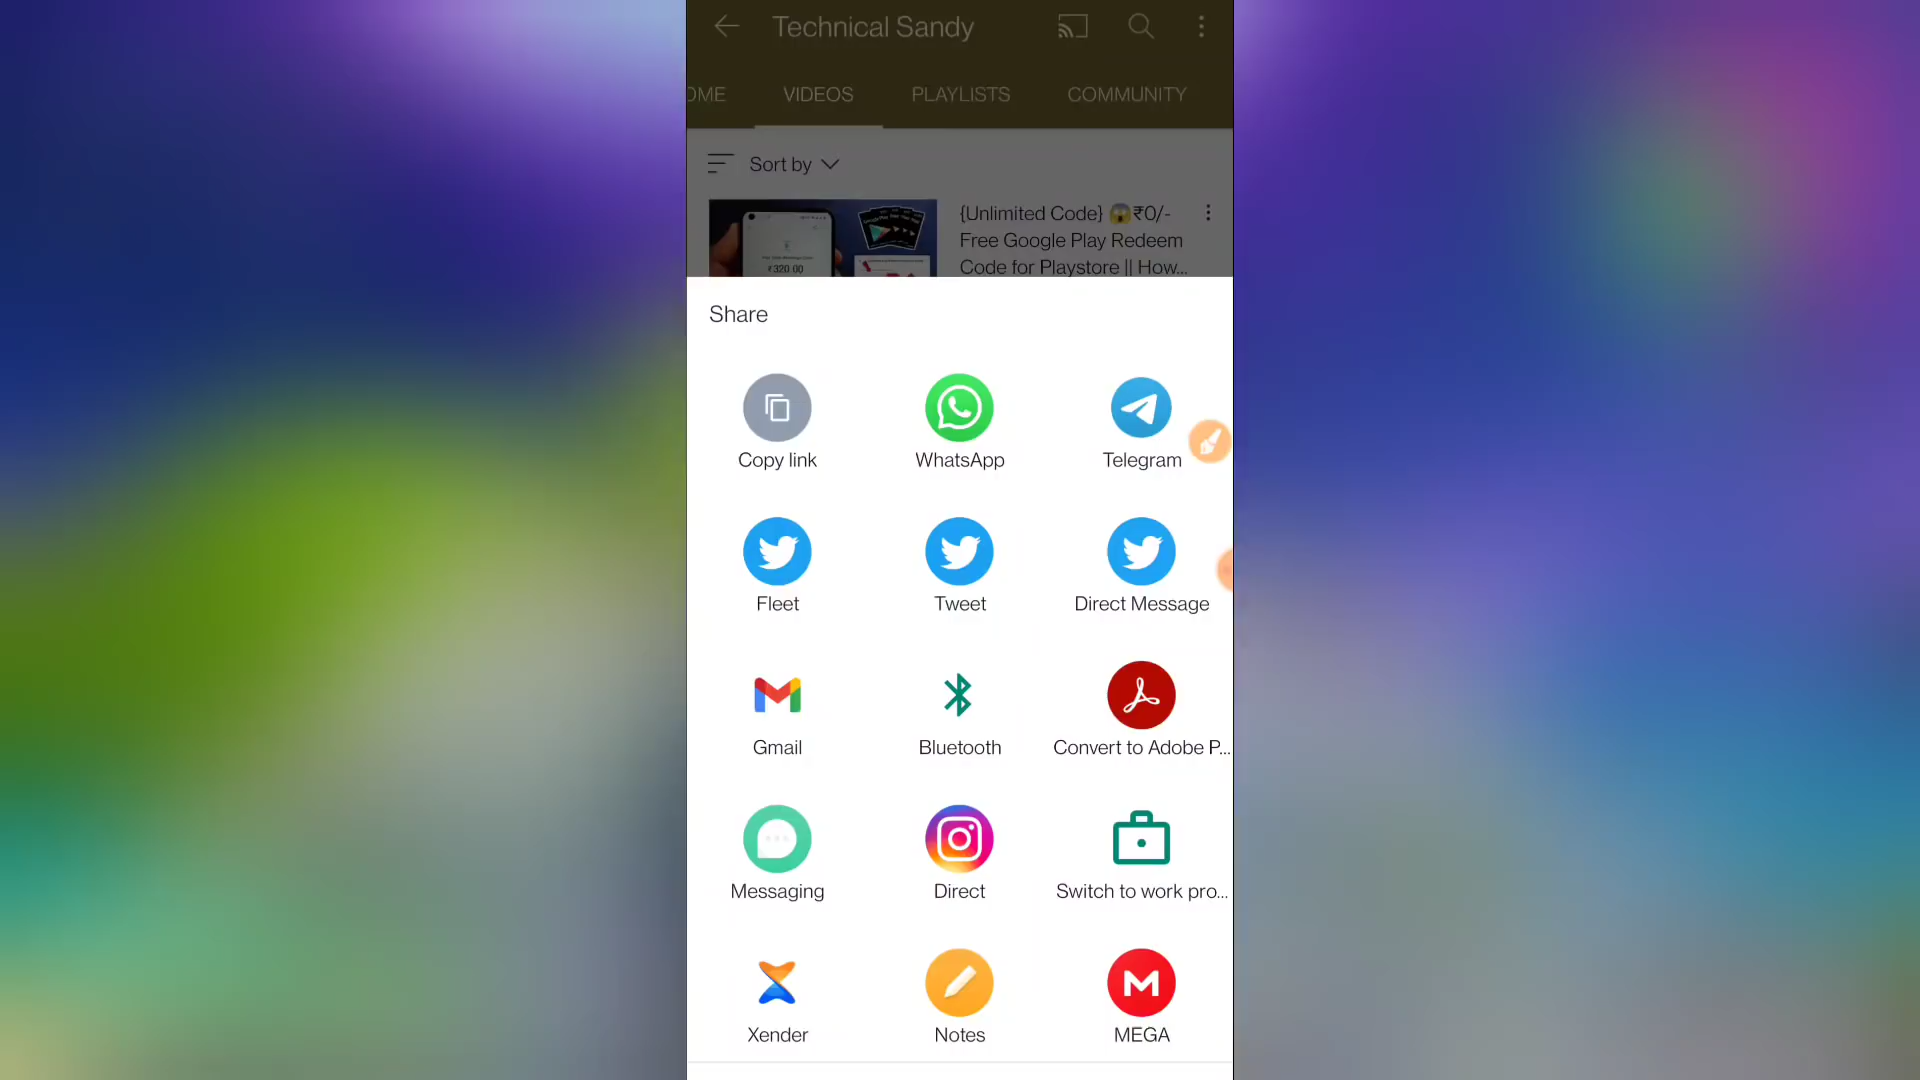 Technical Sandy
OME VIDEOS PLAYLISTS COMMUNITY
Sort by
{Unlimited Code} 😱₹0/-
Free Google Play Redeem
Code for Playstore || How...
₹320.00
Share
Copy link WhatsApp Telegram
Fleet Tweet Direct Message
Gmail Bluetooth Convert to Adobe P...
Messaging Direct Switch to work pro...
Xender Notes MEGA